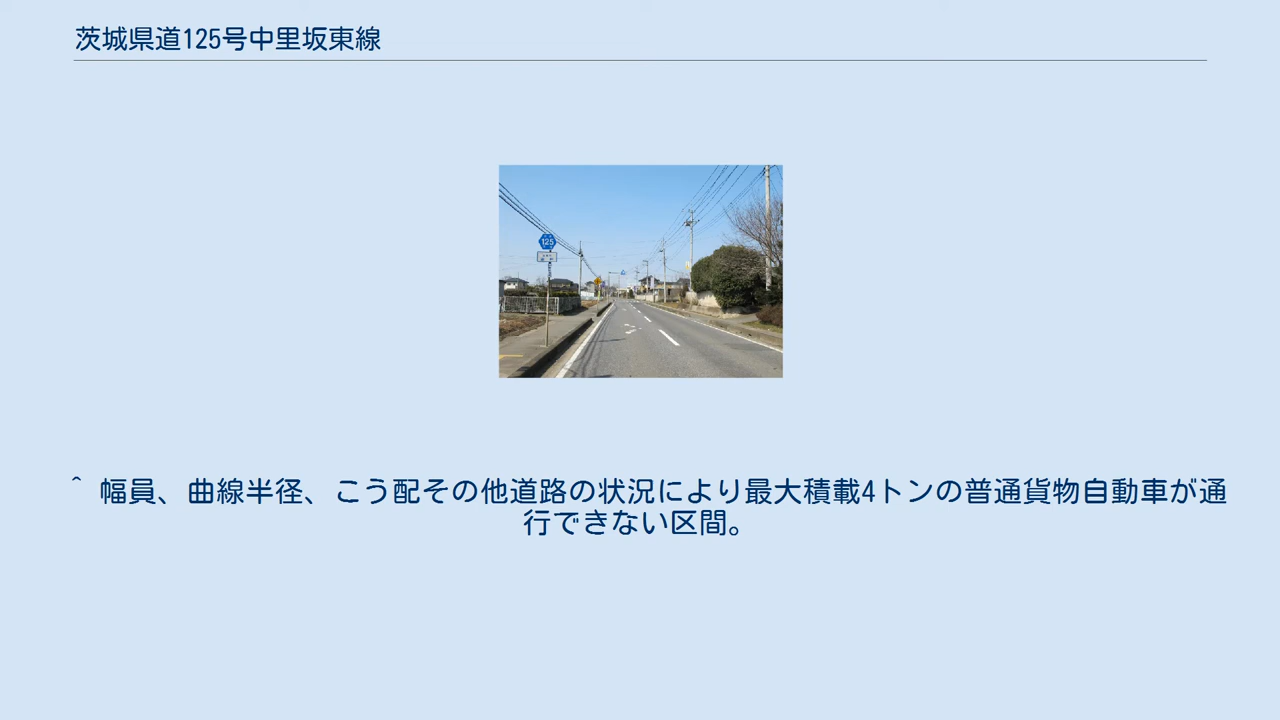 茨城県道125号中里坂東線
125
^ 幅員、曲線半径、こう配その他道路の状況により最大積載4トンの普通貨物自動車が通
行できない区間。